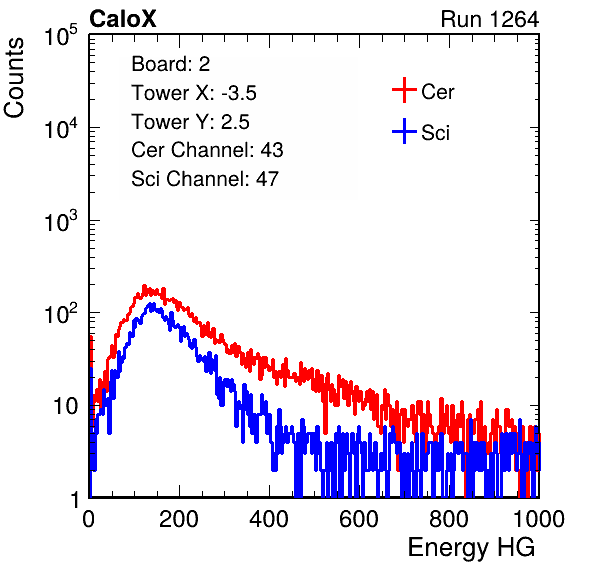 CaloX Run 1264
Counts
10^5
10^4
10^3
10^2
10
1
Board: 2
Tower X: -3.5
Tower Y: 2.5
Cer Channel: 43
Sci Channel: 47
Cer
Sci
0 200 400 600 800 1000
Energy HG